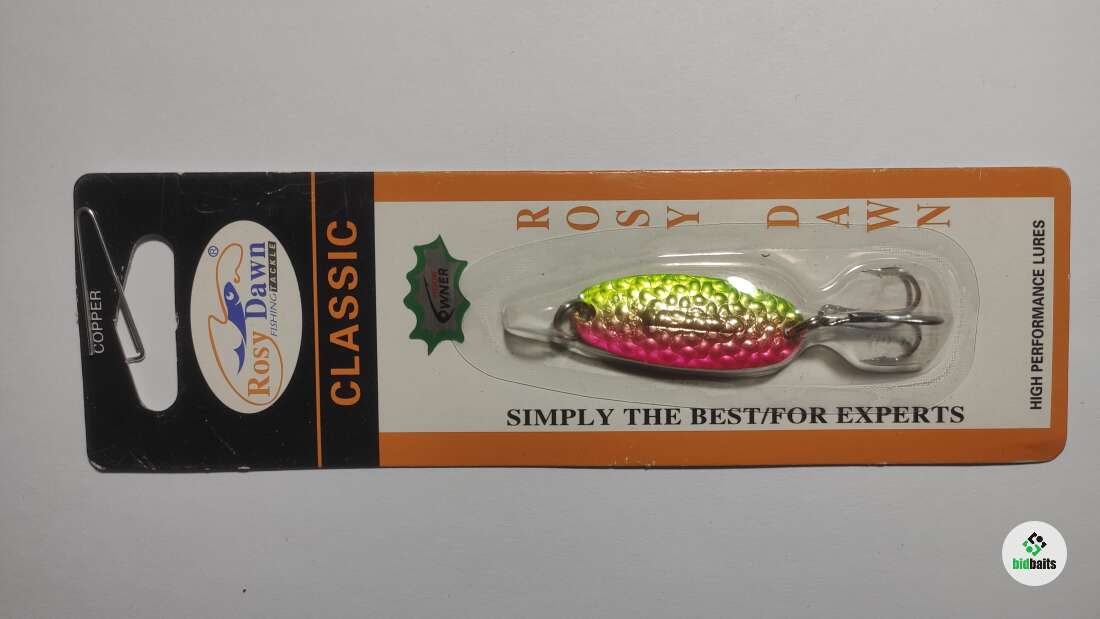 COPPER
Rosy Dawn®
FISHING TACKLE
CLASSIC
OWNER
ROSY DAWN
SIMPLY THE BEST/FOR EXPERTS
HIGH PERFORMANCE LURES
bidbaits